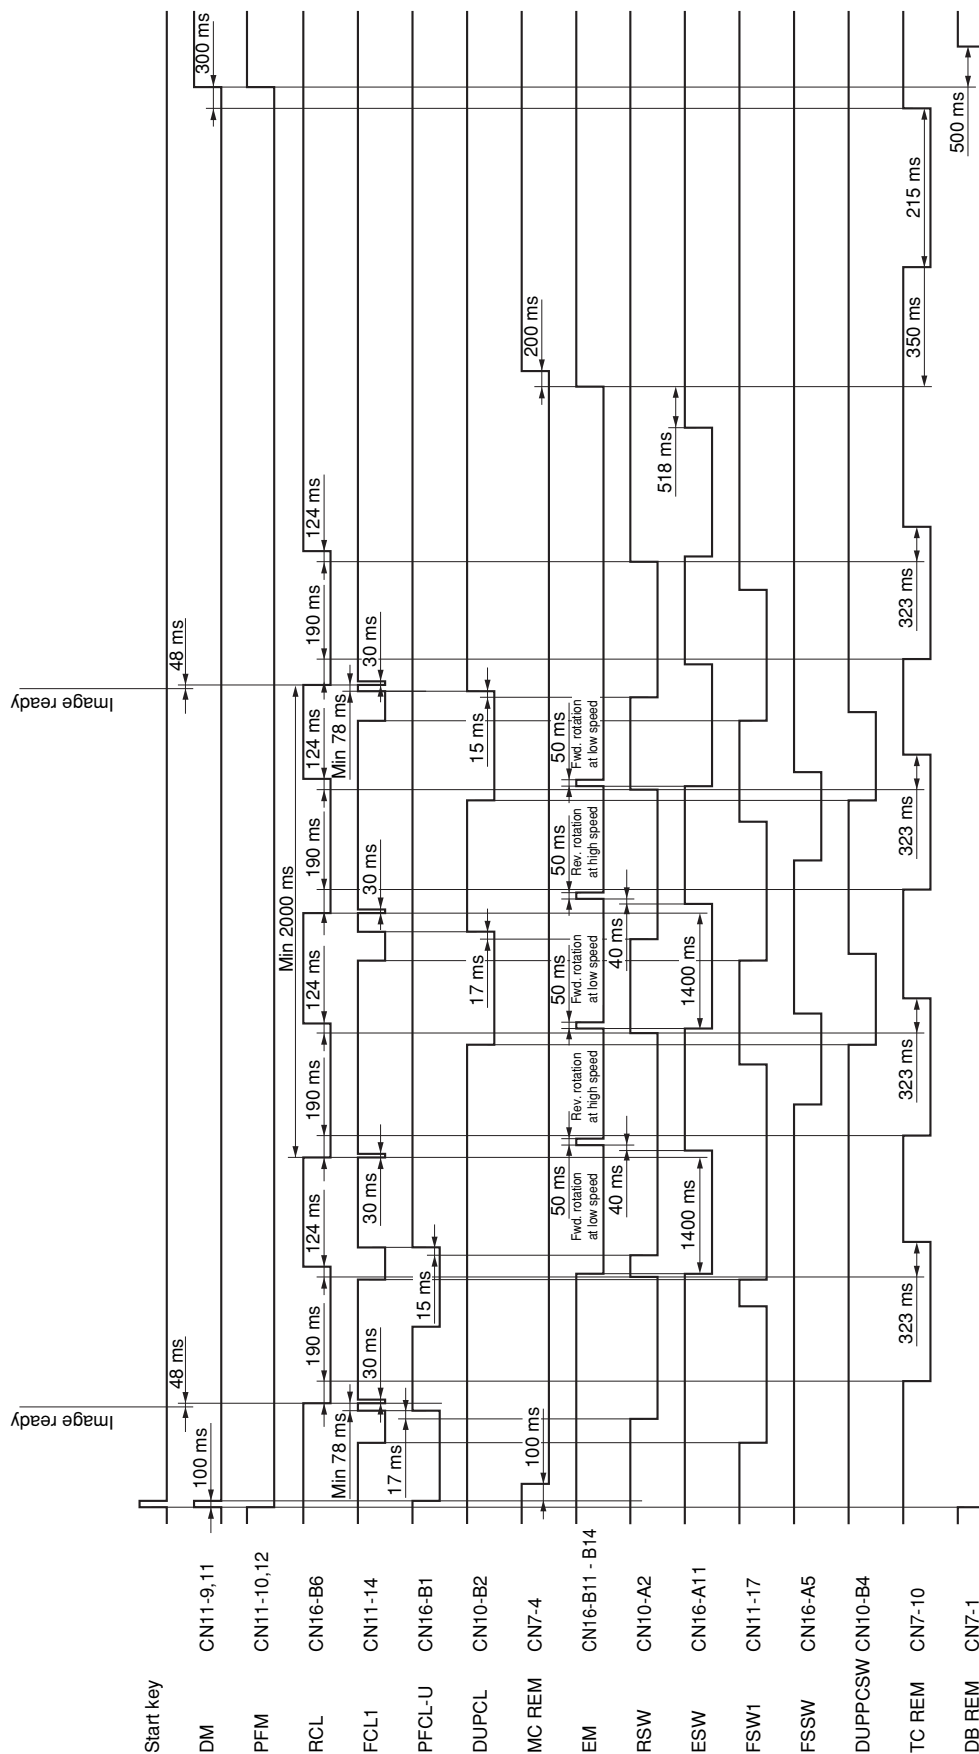 Image ready
Image ready
Start key
DM CN11-9,11
100 ms
48 ms
48 ms
300 ms
PFM CN11-10,12
RCL CN16-B6
190 ms
124 ms
Min 2000 ms
190 ms
124 ms
190 ms
124 ms
190 ms
124 ms
FCL1 CN11-14
Min 78 ms
30 ms
30 ms
30 ms
Min 78 ms
30 ms
PFCL-U CN16-B1
17 ms
15 ms
DUPCL CN10-B2
17 ms
15 ms
MC REM CN7-4
100 ms
200 ms
EM CN16-B11 - B14
50 ms
Fwd. rotation
at low speed
Rev. rotation
at high speed
50 ms
Fwd. rotation
at low speed
50 ms
Rev. rotation
at high speed
50 ms
Fwd. rotation
at low speed
RSW CN10-A2
40 ms
40 ms
ESW CN16-A11
1400 ms
1400 ms
518 ms
FSW1 CN11-17
FSSW CN16-A5
DUPPCSW CN10-B4
TC REM CN7-10
323 ms
323 ms
323 ms
323 ms
350 ms
215 ms
DB REM CN7-1
500 ms